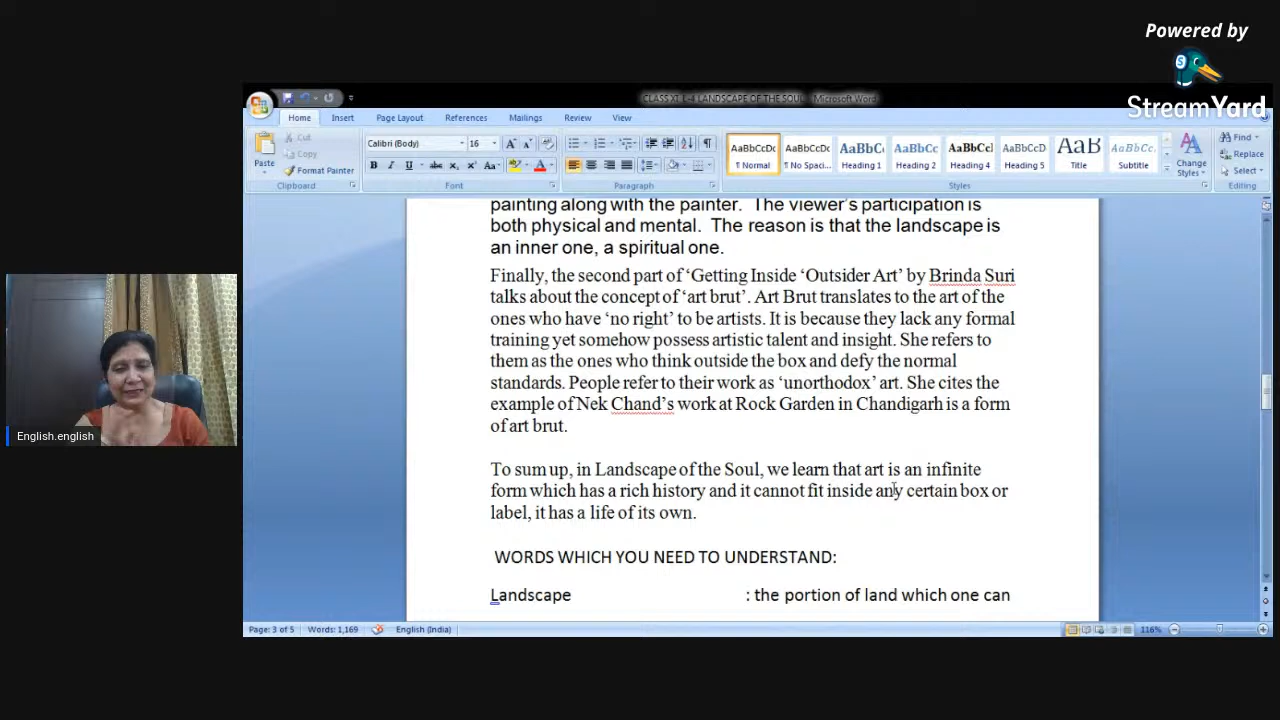 Powered by
StreamYard
CLASS XI L-4 LANDSCAPE OF THE SOUL - Microsoft Word
Home Insert Page Layout References Mailings Review View
Paste
Cut
Copy
Format Painter
Clipboard
Calibri (Body) 16
Font
Paragraph
AaBbCcDc AaBbCcDc AaBbC AaBbCc AaBbCc AaBbCcD AaBb AaBbCc.
¶ Normal ¶ No Spaci... Heading 1 Heading 2 Heading 4 Heading 5 Title Subtitle
Styles
Change Styles
Find
Replace
Select
Editing
painting along with the painter. The viewer's participation is
both physical and mental. The reason is that the landscape is
an inner one, a spiritual one.
Finally, the second part of ‘Getting Inside ‘Outsider Art’ by Brinda Suri
talks about the concept of ‘art brut’. Art Brut translates to the art of the
ones who have ‘no right’ to be artists. It is because they lack any formal
training yet somehow possess artistic talent and insight. She refers to
them as the ones who think outside the box and defy the normal
standards. People refer to their work as ‘unorthodox’ art. She cites the
example of Nek Chand’s work at Rock Garden in Chandigarh is a form
of art brut.
To sum up, in Landscape of the Soul, we learn that art is an infinite
form which has a rich history and it cannot fit inside any certain box or
label, it has a life of its own.
WORDS WHICH YOU NEED TO UNDERSTAND:
Landscape : the portion of land which one can
English.english
Page: 3 of 5 Words: 1,169 English (India) 116%